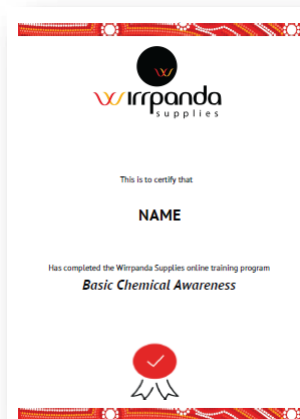 wirrpanda
supplies
This is to certify that
NAME
Has completed the Wirrpanda Supplies online training program
Basic Chemical Awareness